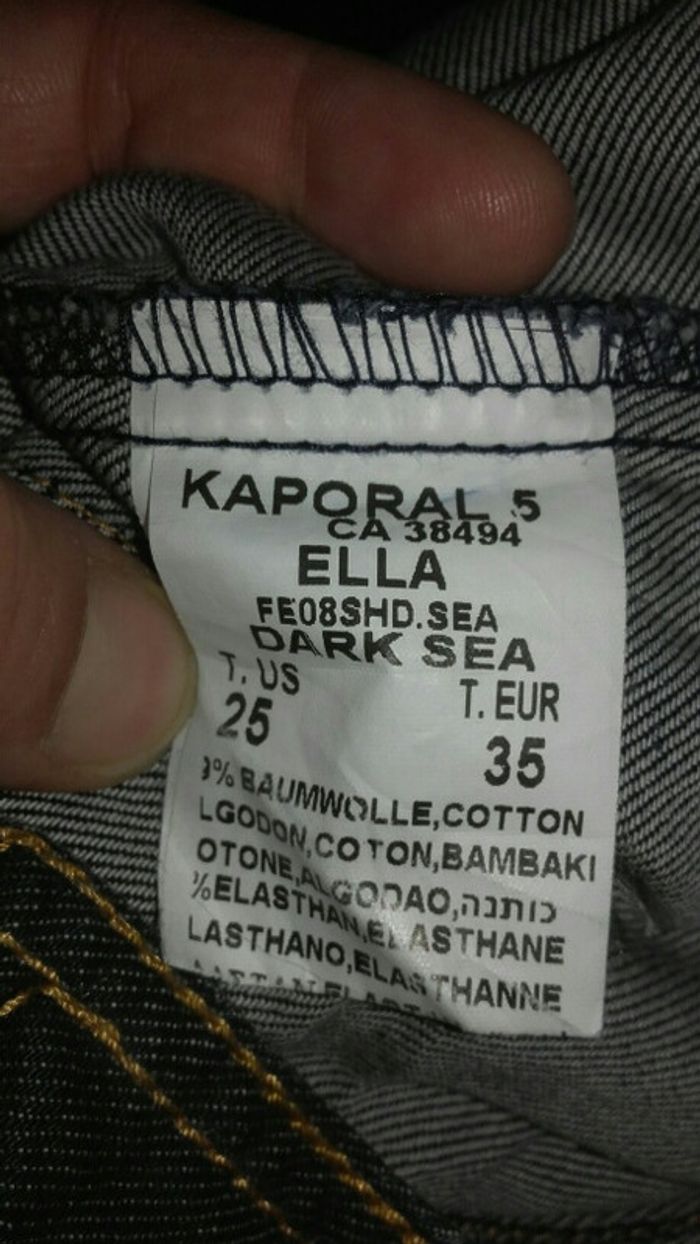 KAPORAL 5
CA 38494
ELLA
FE08SHD.SEA
DARK SEA
T. US T. EUR
25 35
% BAUMWOLLE,COTTON
LGODON,COTON,BAMBAKI
OTONE,ALGODAO,כותנה
%ELASTHAN,ELASTHANE
LASTHANO,ELASTHANNE